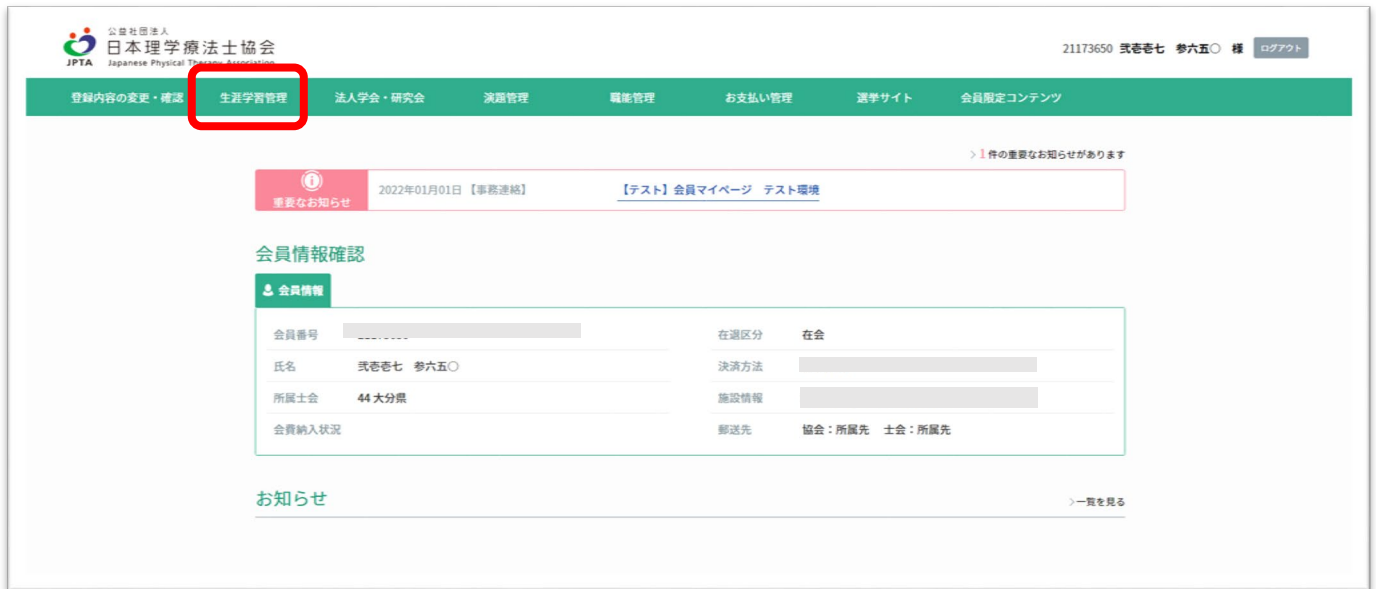 公益社団法人
日本理学療法士協会
JPTA Japanese Physical Therapy Association
21173650 弐壱壱七 参六五○ 様 ログアウト
登録内容の変更・確認 生涯学習管理 法人学会・研究会 演題管理 職能管理 お支払い管理 選挙サイト 会員限定コンテンツ
＞1件の重要なお知らせがあります
重要なお知らせ 2022年01月01日 【事務連絡】 【テスト】会員マイページ テスト環境
会員情報確認
会員情報
会員番号 在退区分 在会
氏名 弐壱壱七 参六五○ 決済方法
所属士会 44 大分県 施設情報
会費納入状況 郵送先 協会：所属先 士会：所属先
お知らせ ＞一覧を見る